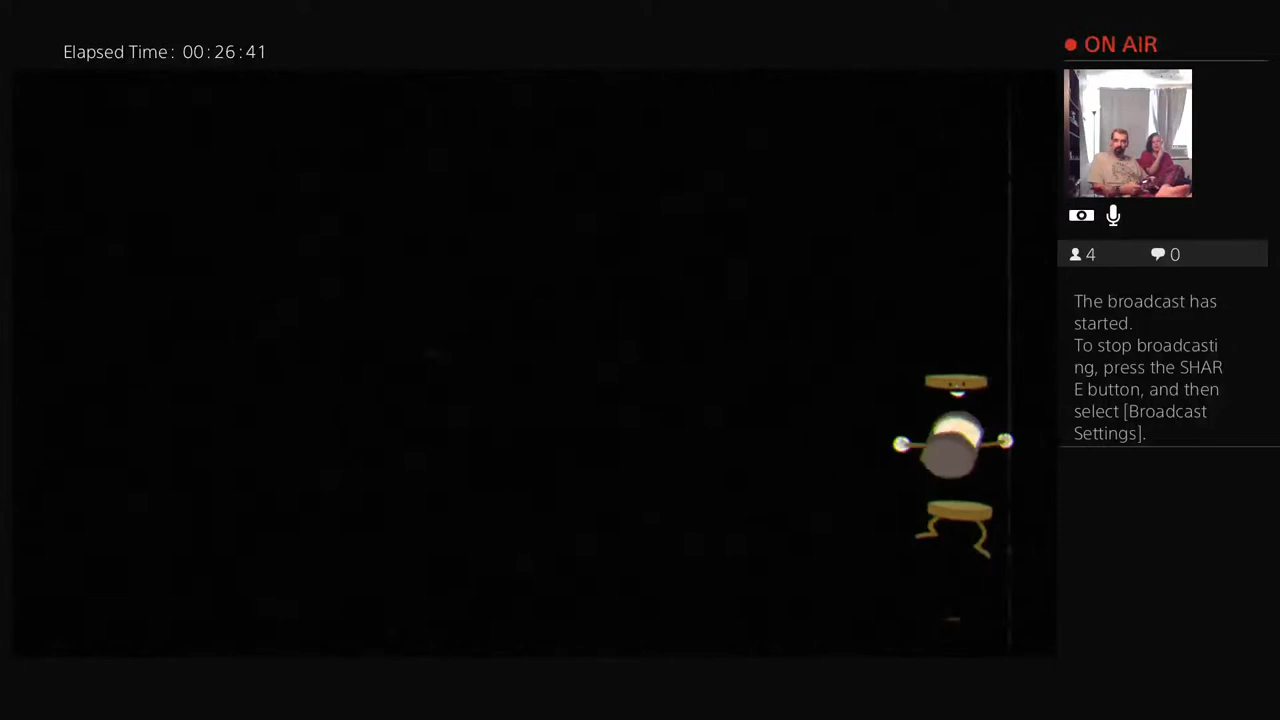 Elapsed Time: 00:26:41
ON AIR
4 0
The broadcast has
started.
To stop broadcasti
ng, press the SHAR
E button, and then
select [Broadcast
Settings].